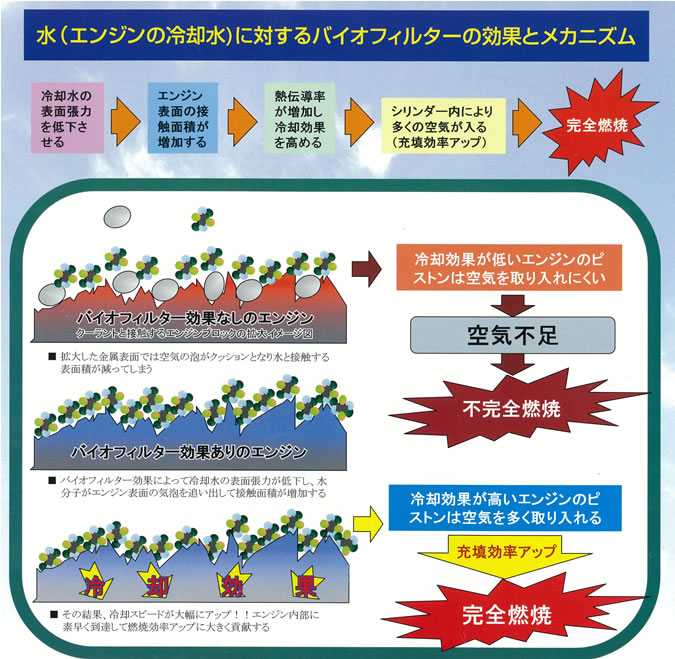 水(エンジンの冷却水)に対するバイオフィルターの効果とメカニズム
冷却水の
表面張力
を低下さ
せる
エンジン
表面の接
触面積が
増加する
熱伝導率
が増加し
冷却効果
を高める
シリンダー内により
多くの空気が入る
(充填効率アップ)
完全燃焼
バイオフィルター効果なしのエンジン
クーラントと接触するエンジンブロックの拡大イメージ図
■ 拡大した金属表面では空気の泡がクッションとなり水と接触する
表面積が減ってしまう
冷却効果が低いエンジンのピ
ストンは空気を取り入れにくい
空気不足
不完全燃焼
バイオフィルター効果ありのエンジン
■ バイオフィルター効果によって冷却水の表面張力が低下し、水
分子がエンジン表面の気泡を追い出して接触面積が増加する
冷却効果
■ その結果、冷却スピードが大幅にアップ!!エンジン内部に
素早く到達して燃焼効率アップに大きく貢献する
冷却効果が高いエンジンのピ
ストンは空気を多く取り入れる
充填効率アップ
完全燃焼